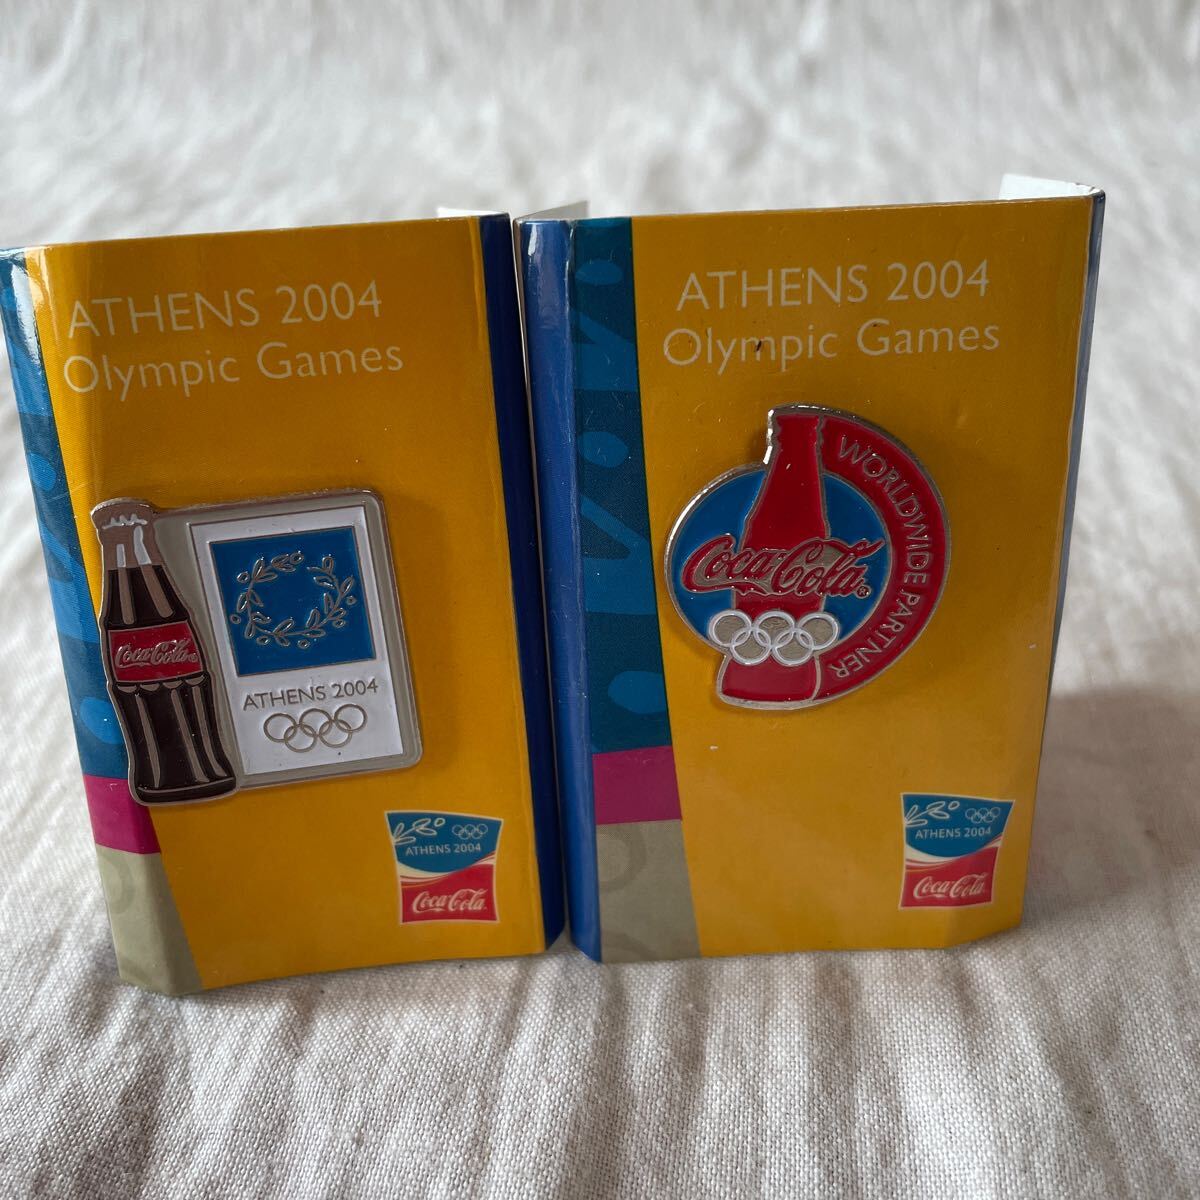 ATHENS 2004
Olympic Games
Coca-Cola®
ATHENS 2004
ATHENS 2004
Coca-Cola
ATHENS 2004
Olympic Games
WORLDWIDE PARTNER
Coca-Cola®
ATHENS 2004
Coca-Cola